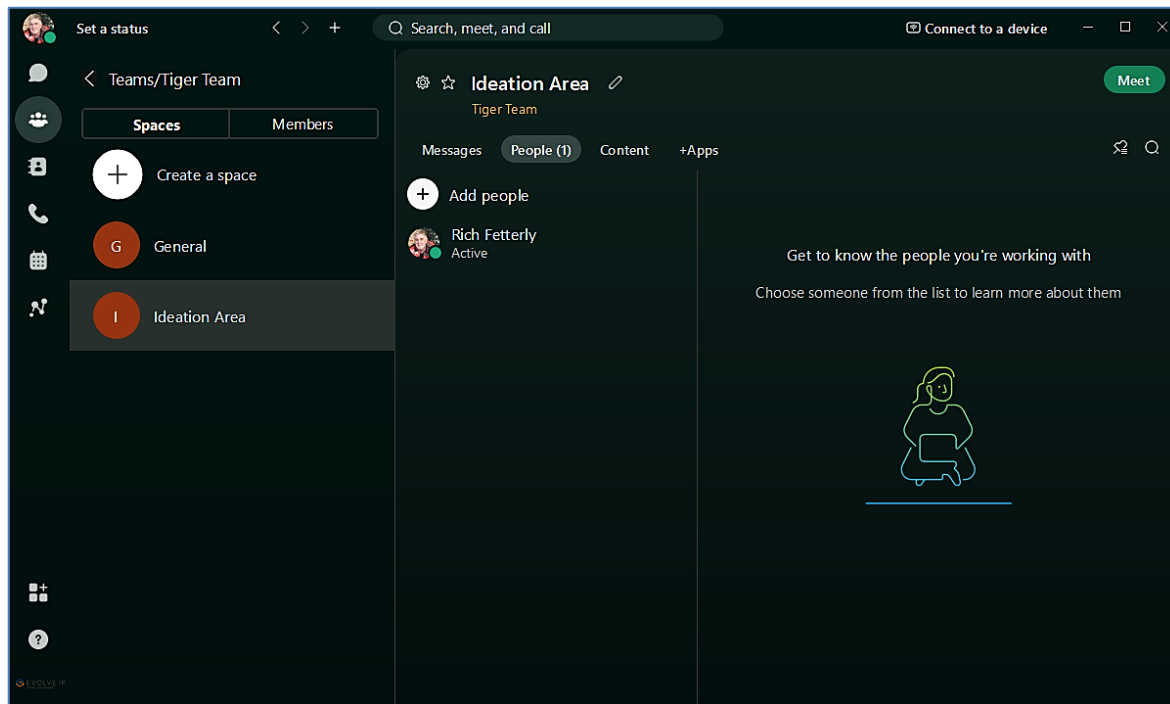 Set a status
Search, meet, and call
Connect to a device
Teams/Tiger Team
Spaces
Members
Create a space
G
General
I
Ideation Area
Ideation Area
Tiger Team
Meet
Messages
People (1)
Content
+Apps
Add people
Rich Fetterly
Active
Get to know the people you're working with
Choose someone from the list to learn more about them
EVOLVE IP